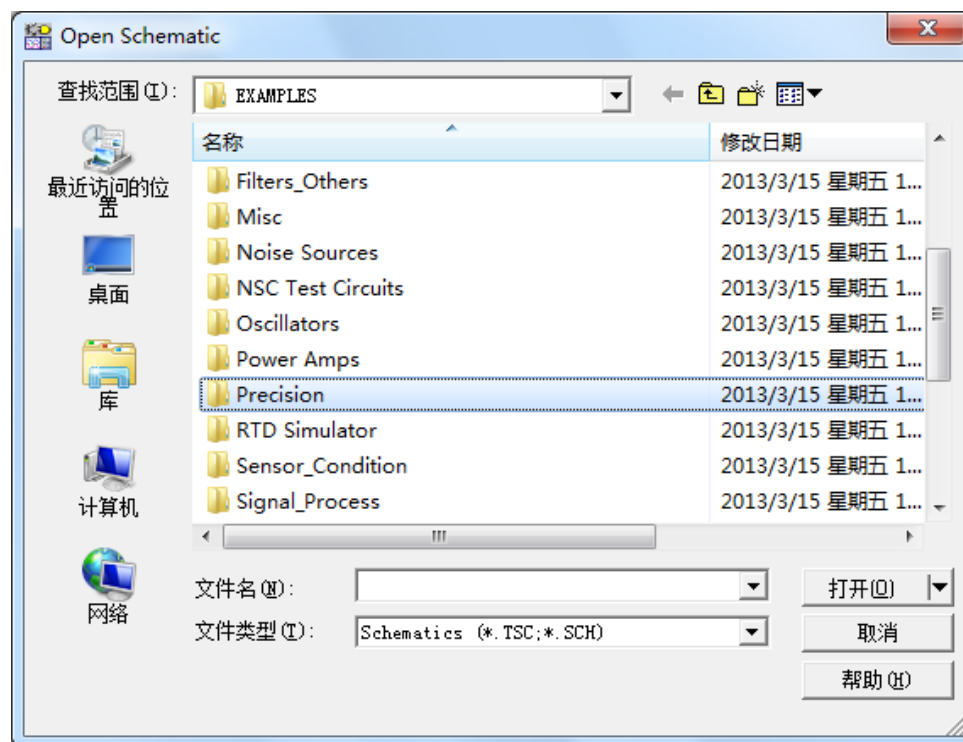 Open Schematic
查找范围(I):
EXAMPLES
名称
修改日期
最近访问的位
置
Filters_Others 2013/3/15 星期五 1...
Misc 2013/3/15 星期五 1...
Noise Sources 2013/3/15 星期五 1...
桌面
NSC Test Circuits 2013/3/15 星期五 1...
Oscillators 2013/3/15 星期五 1...
Power Amps 2013/3/15 星期五 1...
库
Precision 2013/3/15 星期五 1...
RTD Simulator 2013/3/15 星期五 1...
Sensor_Condition 2013/3/15 星期五 1...
计算机
Signal_Process 2013/3/15 星期五 1...
网络
文件名(N):
打开(O)
文件类型(T):
Schematics (*.TSC;*.SCH)
取消
帮助(H)